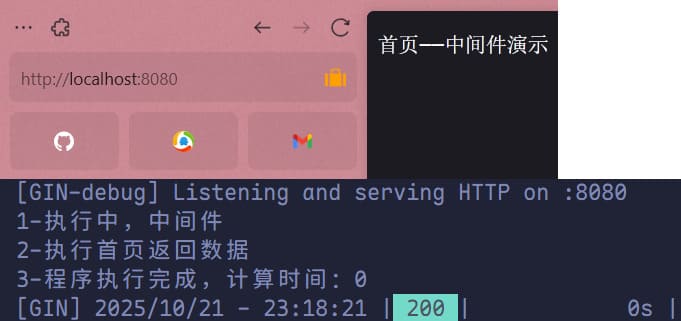 http://localhost:8080
首页——中间件演示
[GIN-debug] Listening and serving HTTP on :8080
1-执行中，中间件
2-执行首页返回数据
3-程序执行完成，计算时间：0
[GIN] 2025/10/21 - 23:18:21 | 200 | 0s |